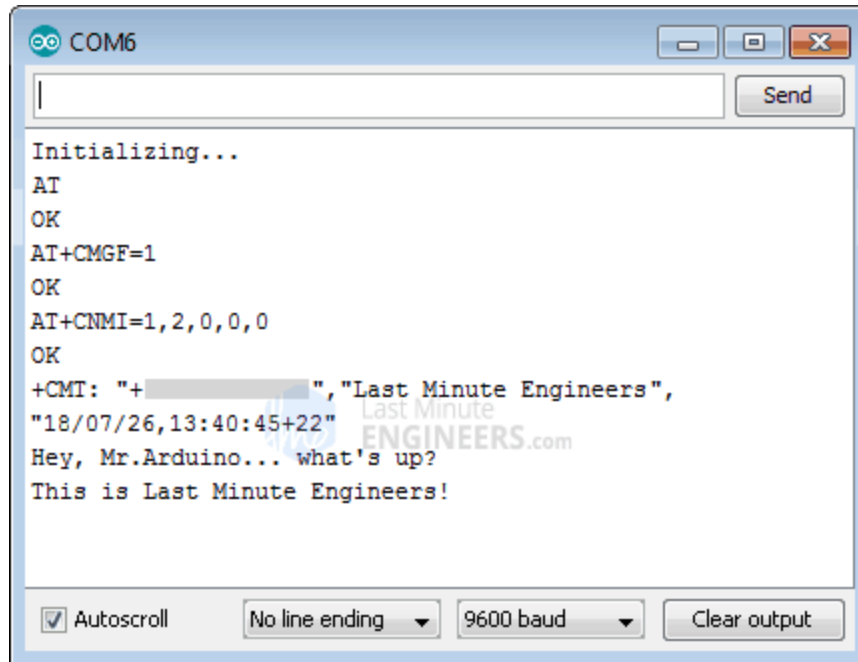 COM6
Send
Initializing...
AT
OK
AT+CMGF=1
OK
AT+CNMI=1,2,0,0,0
OK
+CMT: "+ ","Last Minute Engineers",
"18/07/26,13:40:45+22"
Last Minute
ENGINEERS.com
Hey, Mr.Arduino... what's up?
This is Last Minute Engineers!
Autoscroll
No line ending
9600 baud
Clear output